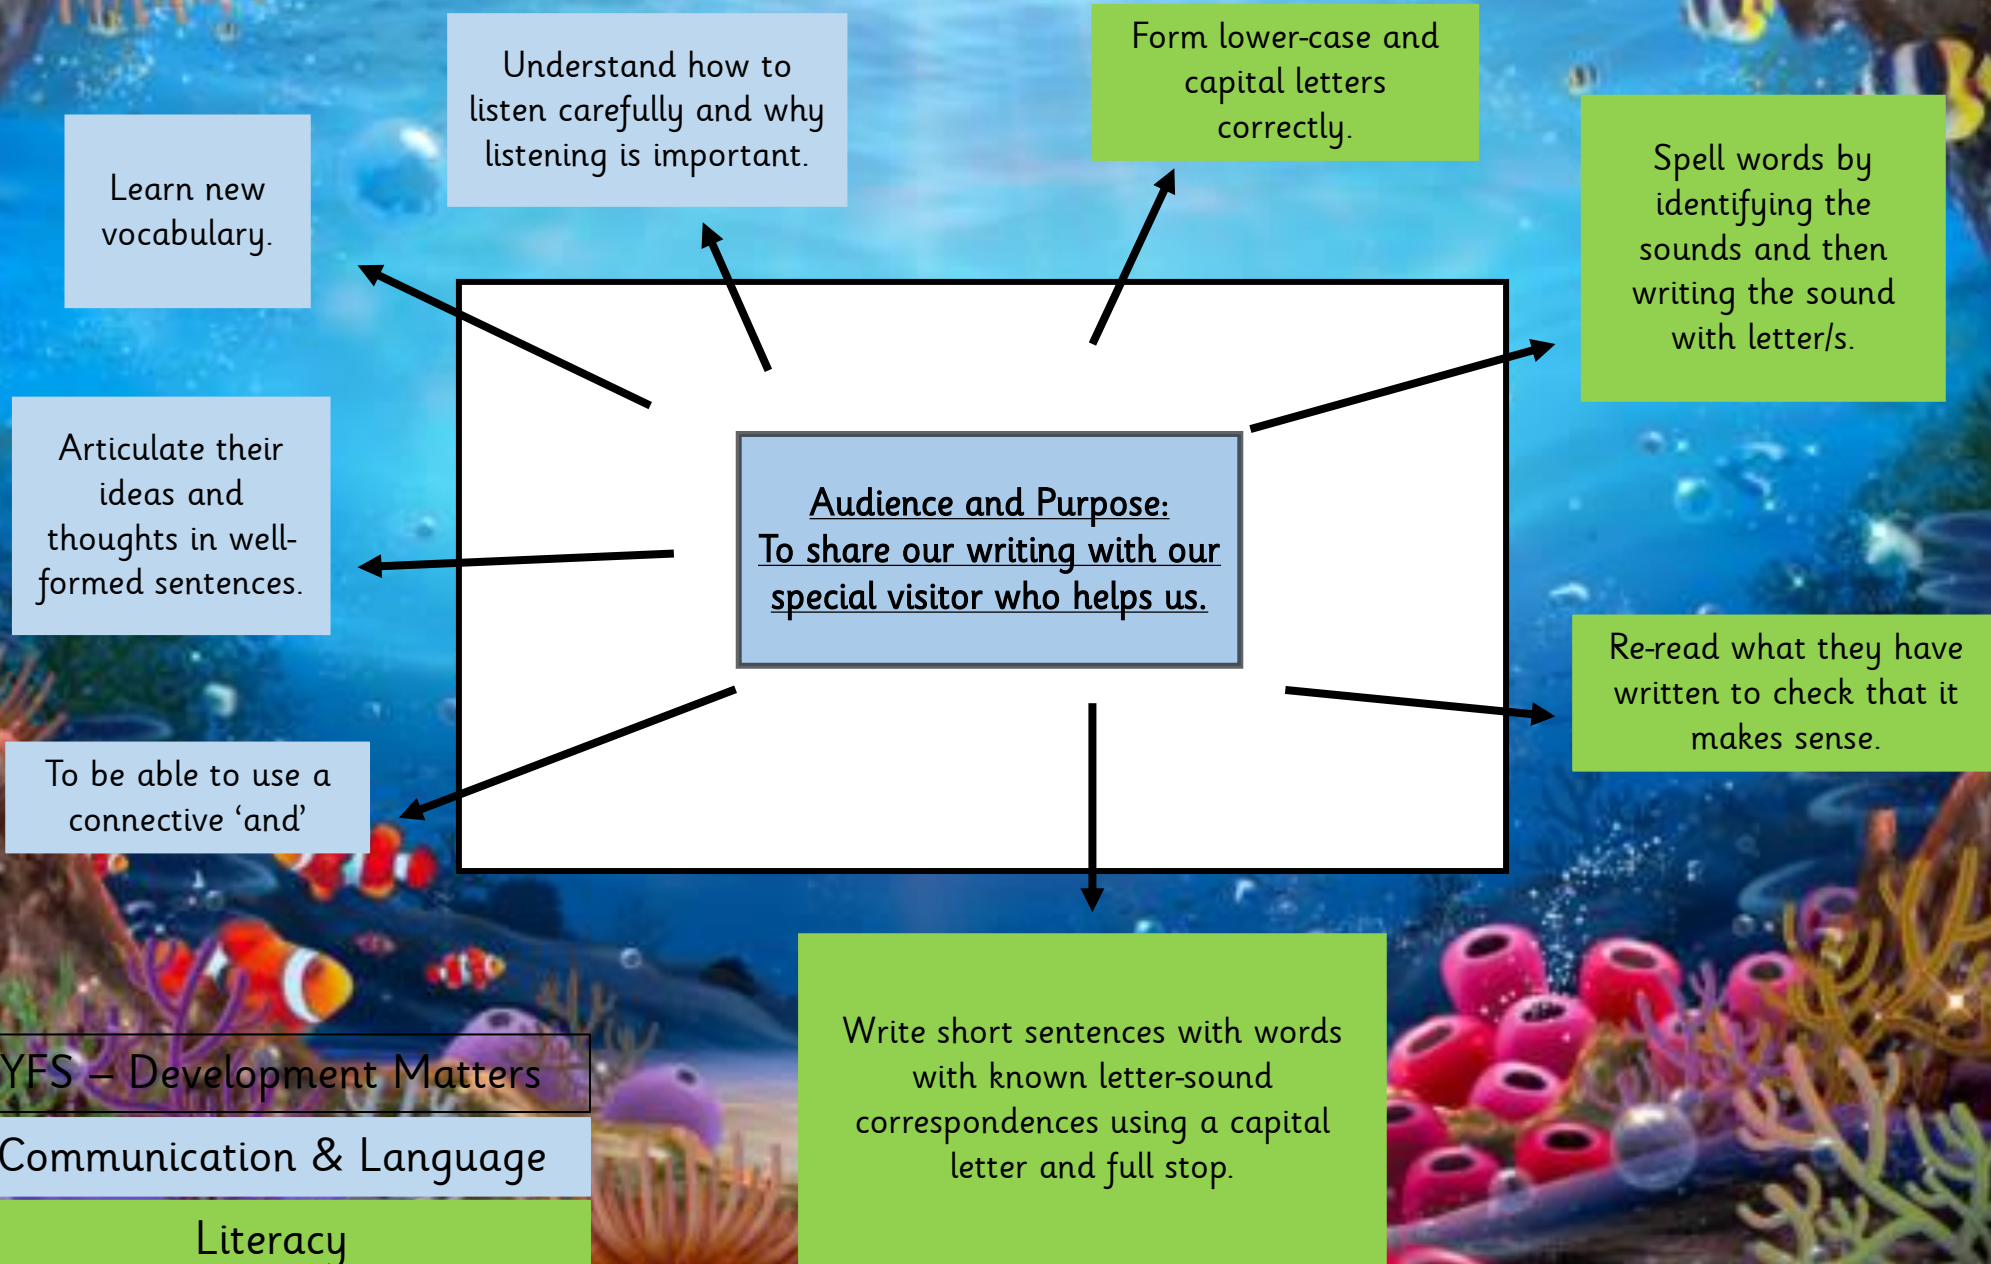 Understand how to
listen carefully and why
listening is important.
Form lower-case and
capital letters
correctly.
Learn new
vocabulary.
Spell words by
identifying the
sounds and then
writing the sound
with letter/s.
Articulate their
ideas and
thoughts in well-
formed sentences.
Audience and Purpose:
To share our writing with our
special visitor who helps us.
Re-read what they have
written to check that it
makes sense.
To be able to use a
connective ‘and’
Write short sentences with words
with known letter-sound
correspondences using a capital
letter and full stop.
YFS – Development Matters
Communication & Language
Literacy